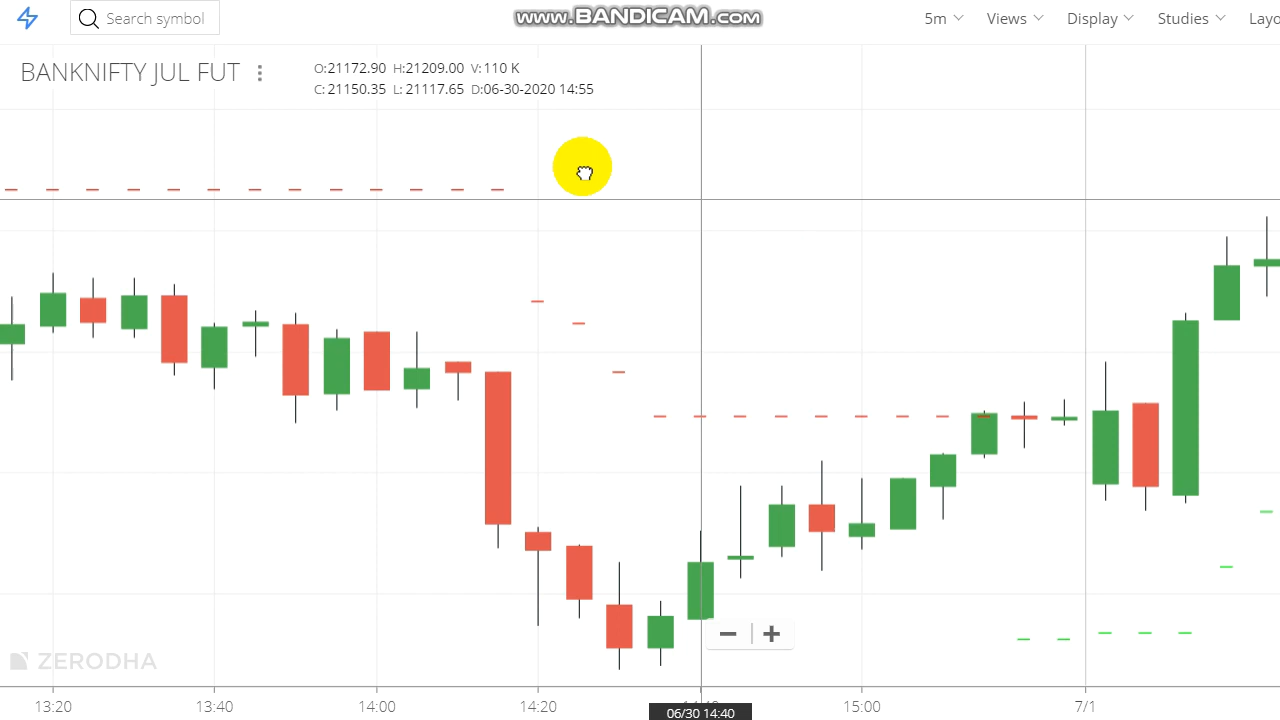 Search symbol
www.BANDICAM.com
5m
Views
Display
Studies
Layo
BANKNIFTY JUL FUT
O:21172.90 H:21209.00 V:110 K
C:21150.35 L:21117.65 D:06-30-2020 14:55
ZERODHA
13:20
13:40
14:00
14:20
06/30 14:40
15:00
7/1